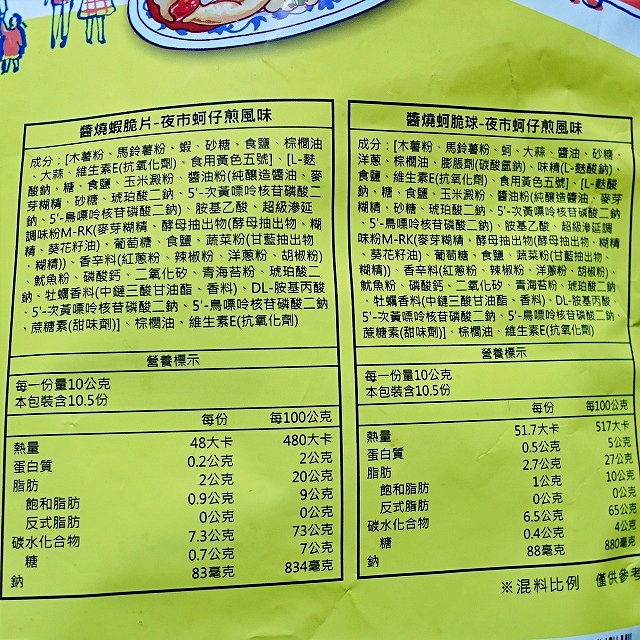 醬燒蝦脆片-夜市蚵仔煎風味
成分：[木薯粉、馬鈴薯粉、蝦、砂糖、食鹽、棕櫚油
、大蒜、維生素E(抗氧化劑)、食用黃色五號]、[L-麩
酸鈉、糖、食鹽、玉米澱粉、醬油粉(純釀造醬油、麥
芽糊精、砂糖、琥珀酸二鈉、5'-次黃嘌呤核苷磷酸二
鈉、5'-鳥嘌呤核苷磷酸二鈉)、胺基乙酸、超級滲延
調味粉M-RK(麥芽糊精、酵母抽出物(酵母抽出物、糊
精、葵花籽油)、葡萄糖、食鹽、蔬菜粉(甘藍抽出物
、糊精))、香辛料(紅蔥粉、辣椒粉、洋蔥粉、胡椒粉)
、魷魚粉、磷酸鈣、二氧化矽、青海苔粉、琥珀酸二
鈉、牡蠣香料(中鏈三酸甘油酯、香料)、DL-胺基丙酸
、5'-次黃嘌呤核苷磷酸二鈉、5'-鳥嘌呤核苷磷酸二鈉
、蔗糖素(甜味劑)]、棕櫚油、維生素E(抗氧化劑)
營養標示
每一份量10公克
本包裝含10.5份
每份 每100公克
熱量 48大卡 480大卡
蛋白質 0.2公克 2公克
脂肪 2公克 20公克
飽和脂肪 0.9公克 9公克
反式脂肪 0公克 0公克
碳水化合物 7.3公克 73公克
糖 0.7公克 7公克
鈉 83毫克 834毫克
醬燒蚵脆球-夜市蚵仔煎風味
成分：[木薯粉、馬鈴薯粉、蚵、大蒜、醬油、砂糖、
洋蔥、棕櫚油、膨脹劑(碳酸氫鈉)、味精(L-麩酸鈉)、
食鹽、維生素E(抗氧化劑)、食用黃色五號]、[L-麩酸
鈉、糖、食鹽、玉米澱粉、醬油粉(純釀造醬油、麥芽
糊精、砂糖、琥珀酸二鈉、5'-次黃嘌呤核苷磷酸二鈉
、5'-鳥嘌呤核苷磷酸二鈉)、胺基乙酸、超級滲延調
味粉M-RK(麥芽糊精、酵母抽出物(酵母抽出物、糊精
、葵花籽油)、葡萄糖、食鹽、蔬菜粉(甘藍抽出物、
糊精))、香辛料(紅蔥粉、辣椒粉、洋蔥粉、胡椒粉)、
魷魚粉、磷酸鈣、二氧化矽、青海苔粉、琥珀酸二鈉
、牡蠣香料(中鏈三酸甘油酯、香料)、DL-胺基丙酸、
5'-次黃嘌呤核苷磷酸二鈉、5'-鳥嘌呤核苷磷酸二鈉、
蔗糖素(甜味劑)]、棕櫚油、維生素E(抗氧化劑)
營養標示
每一份量10公克
本包裝含10.5份
每份 每100公克
熱量 51.7大卡 517大卡
蛋白質 0.5公克 5公克
脂肪 2.7公克 27公克
飽和脂肪 1公克 10公克
反式脂肪 0公克 0公克
碳水化合物 6.5公克 65公克
糖 0.4公克 4公克
鈉 88毫克 880毫克
※混料比例 僅供參考